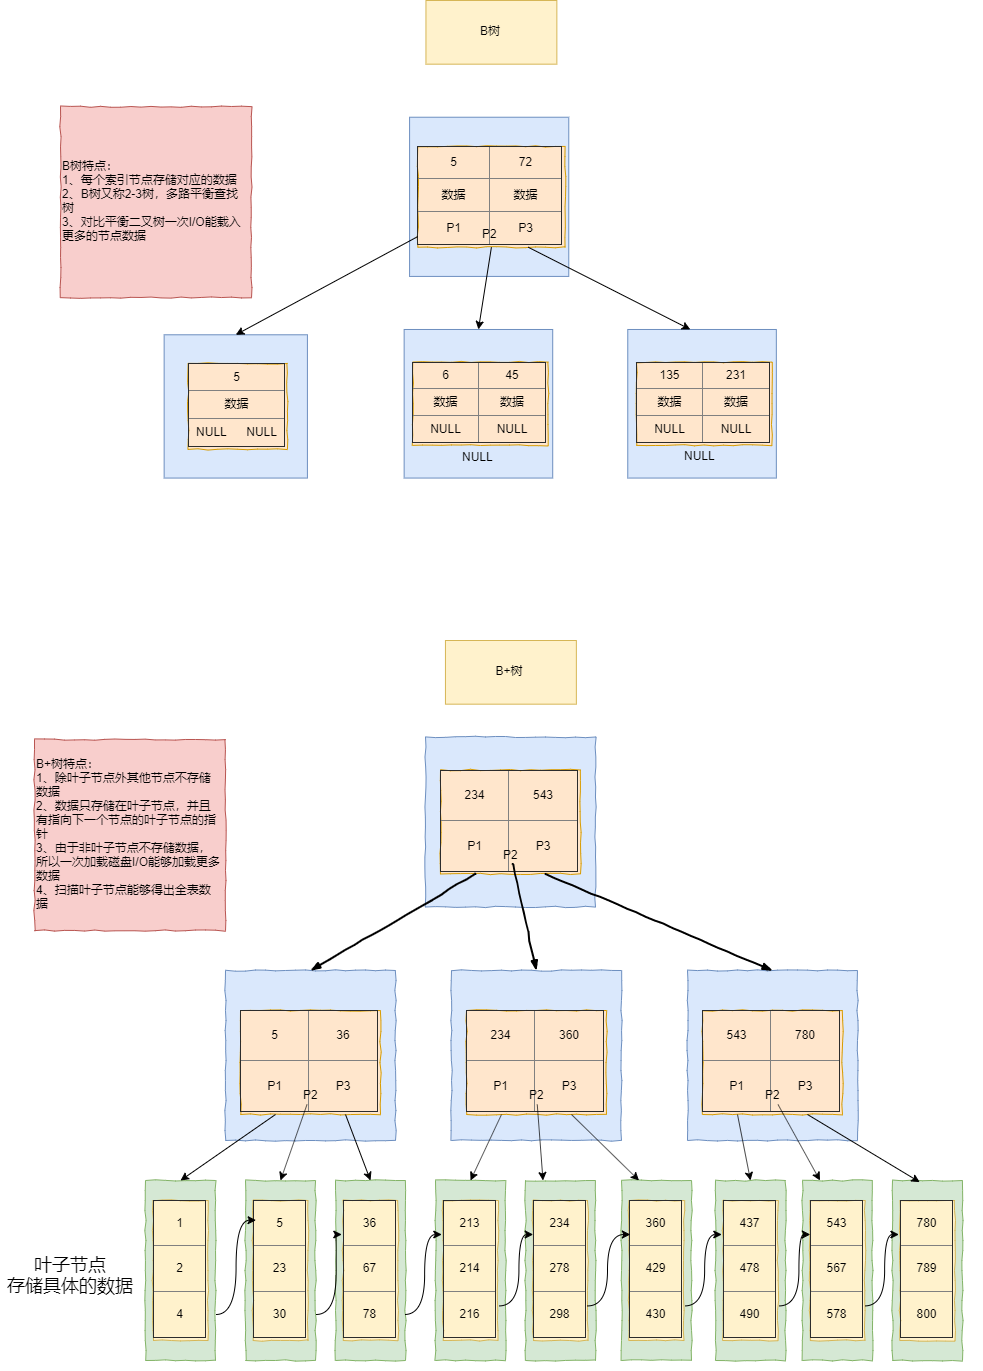 B树
B树特点：
1、每个索引节点存储对应的数据
2、B树又称2-3树，多路平衡查找
树
3、对比平衡二叉树一次I/O能载入
更多的节点数据
5 72
数据 数据
P1 P2 P3
5
数据
NULL NULL
6 45
数据 数据
NULL NULL
NULL
135 231
数据 数据
NULL NULL
NULL
B+树
B+树特点：
1、除叶子节点外其他节点不存储
数据
2、数据只存储在叶子节点，并且
有指向下一个节点的叶子节点的指
针
3、由于非叶子节点不存储数据，
所以一次加载磁盘I/O能够加载更多
数据
4、扫描叶子节点能够得出全表数
据
234 543
P1 P2 P3
5 36
P1 P2 P3
234 360
P1 P2 P3
543 780
P1 P2 P3
叶子节点
存储具体的数据
1
2
4
5
23
30
36
67
78
213
214
216
234
278
298
360
429
430
437
478
490
543
567
578
780
789
800